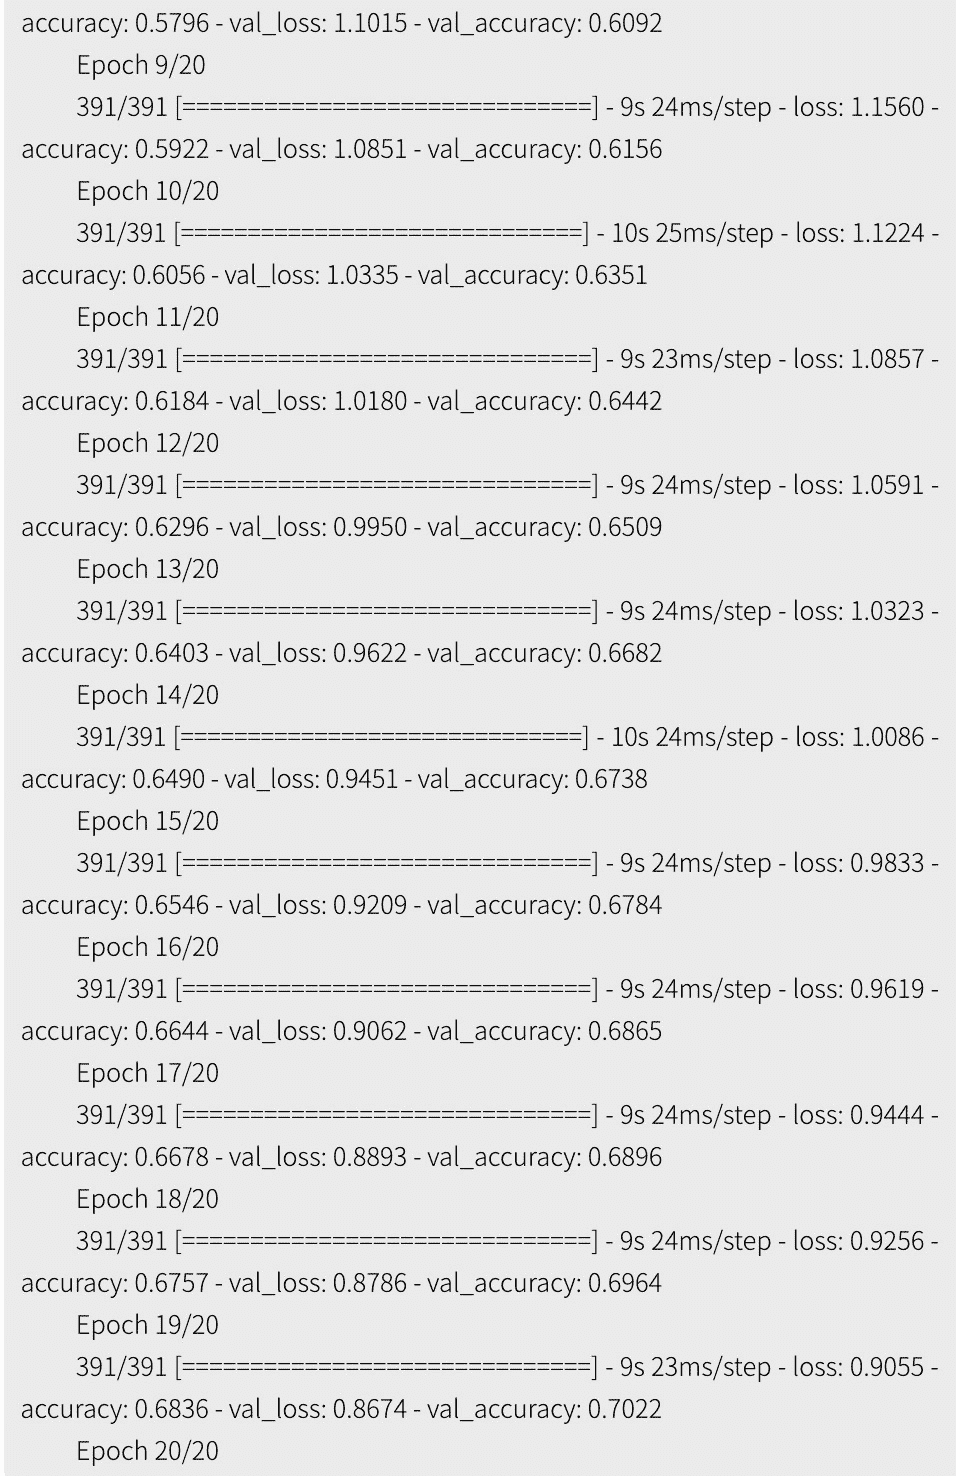 accuracy: 0.5796 - val_loss: 1.1015 - val_accuracy: 0.6092
Epoch 9/20
391/391 [==============================] - 9s 24ms/step - loss: 1.1560 -
accuracy: 0.5922 - val_loss: 1.0851 - val_accuracy: 0.6156
Epoch 10/20
391/391 [==============================] - 10s 25ms/step - loss: 1.1224 -
accuracy: 0.6056 - val_loss: 1.0335 - val_accuracy: 0.6351
Epoch 11/20
391/391 [==============================] - 9s 23ms/step - loss: 1.0857 -
accuracy: 0.6184 - val_loss: 1.0180 - val_accuracy: 0.6442
Epoch 12/20
391/391 [==============================] - 9s 24ms/step - loss: 1.0591 -
accuracy: 0.6296 - val_loss: 0.9950 - val_accuracy: 0.6509
Epoch 13/20
391/391 [==============================] - 9s 24ms/step - loss: 1.0323 -
accuracy: 0.6403 - val_loss: 0.9622 - val_accuracy: 0.6682
Epoch 14/20
391/391 [==============================] - 10s 24ms/step - loss: 1.0086 -
accuracy: 0.6490 - val_loss: 0.9451 - val_accuracy: 0.6738
Epoch 15/20
391/391 [==============================] - 9s 24ms/step - loss: 0.9833 -
accuracy: 0.6546 - val_loss: 0.9209 - val_accuracy: 0.6784
Epoch 16/20
391/391 [==============================] - 9s 24ms/step - loss: 0.9619 -
accuracy: 0.6644 - val_loss: 0.9062 - val_accuracy: 0.6865
Epoch 17/20
391/391 [==============================] - 9s 24ms/step - loss: 0.9444 -
accuracy: 0.6678 - val_loss: 0.8893 - val_accuracy: 0.6896
Epoch 18/20
391/391 [==============================] - 9s 24ms/step - loss: 0.9256 -
accuracy: 0.6757 - val_loss: 0.8786 - val_accuracy: 0.6964
Epoch 19/20
391/391 [==============================] - 9s 23ms/step - loss: 0.9055 -
accuracy: 0.6836 - val_loss: 0.8674 - val_accuracy: 0.7022
Epoch 20/20